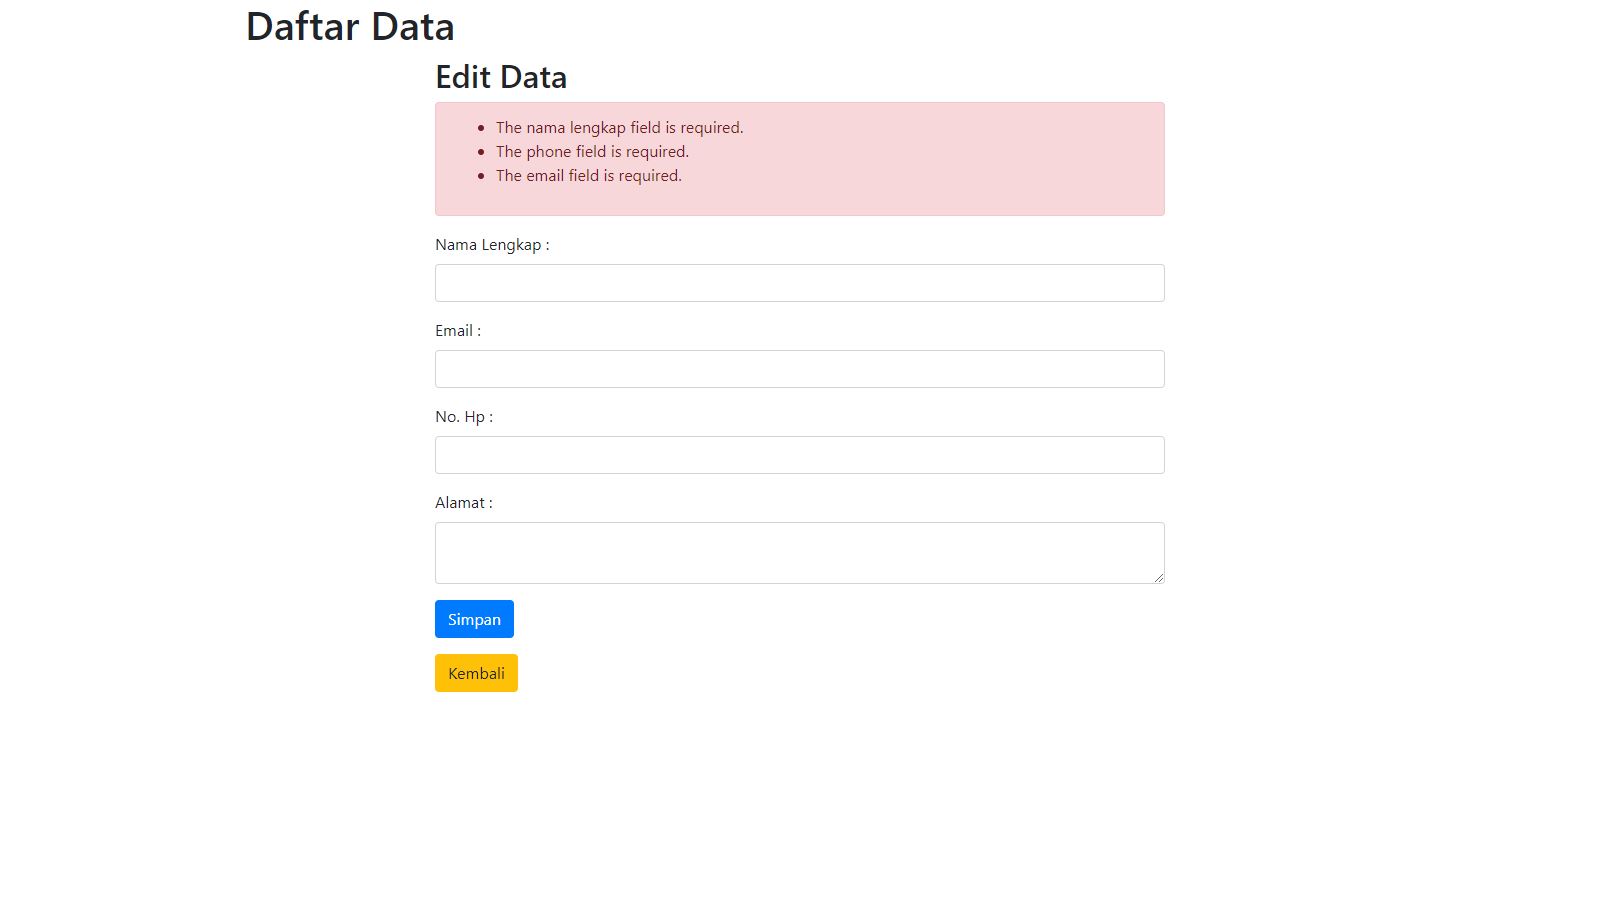 Daftar Data
Edit Data
The nama lengkap field is required.
The phone field is required.
The email field is required.
Nama Lengkap :
Email :
No. Hp :
Alamat :
Simpan
Kembali